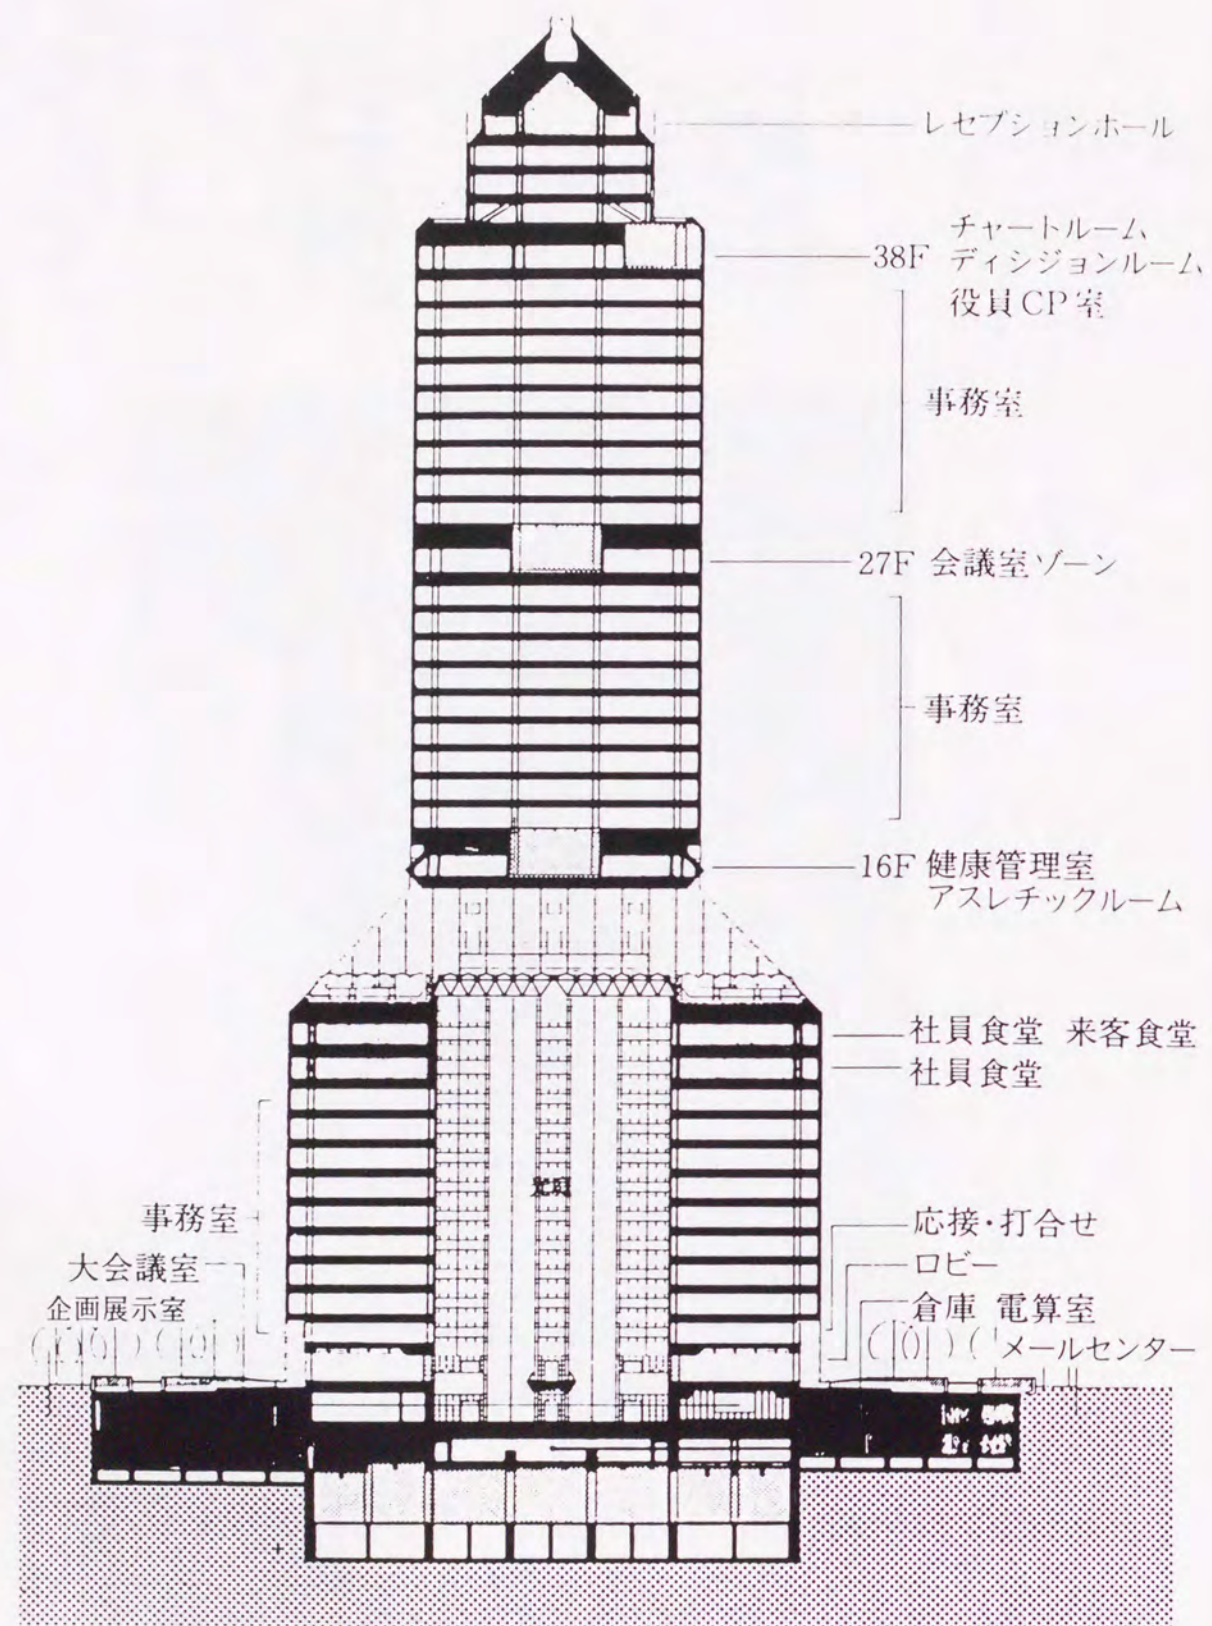 レセプションホール
チャートルーム
38F ディシジョンルーム
役員CP室
事務室
27F 会議室ゾーン
事務室
16F 健康管理室
アスレチックルーム
社員食堂 来客食堂
社員食堂
事務室
大会議室
企画展示室
応接・打合せ
ロビー
倉庫 電算室
メールセンター